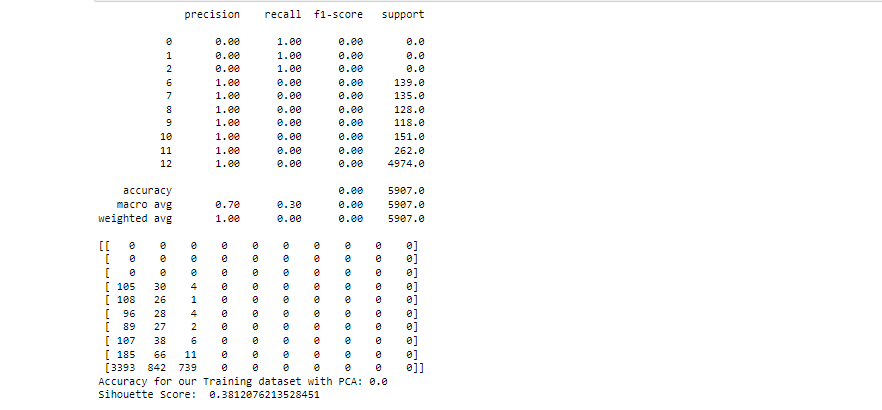 precision recall f1-score support
0 0.00 1.00 0.00 0.0
1 0.00 1.00 0.00 0.0
2 0.00 1.00 0.00 0.0
6 1.00 0.00 0.00 139.0
7 1.00 0.00 0.00 135.0
8 1.00 0.00 0.00 128.0
9 1.00 0.00 0.00 118.0
10 1.00 0.00 0.00 151.0
11 1.00 0.00 0.00 262.0
12 1.00 0.00 0.00 4974.0
accuracy 0.00 5907.0
macro avg 0.70 0.30 0.00 5907.0
weighted avg 1.00 0.00 0.00 5907.0
[[ 0 0 0 0 0 0 0 0 0 0]
[ 0 0 0 0 0 0 0 0 0 0]
[ 0 0 0 0 0 0 0 0 0 0]
[ 105 30 4 0 0 0 0 0 0 0]
[ 108 26 1 0 0 0 0 0 0 0]
[ 96 28 4 0 0 0 0 0 0 0]
[ 89 27 2 0 0 0 0 0 0 0]
[ 107 38 6 0 0 0 0 0 0 0]
[ 185 66 11 0 0 0 0 0 0 0]
[3393 842 739 0 0 0 0 0 0 0]]
Accuracy for our Training dataset with PCA: 0.0
Sihouette Score: 0.3812076213528451